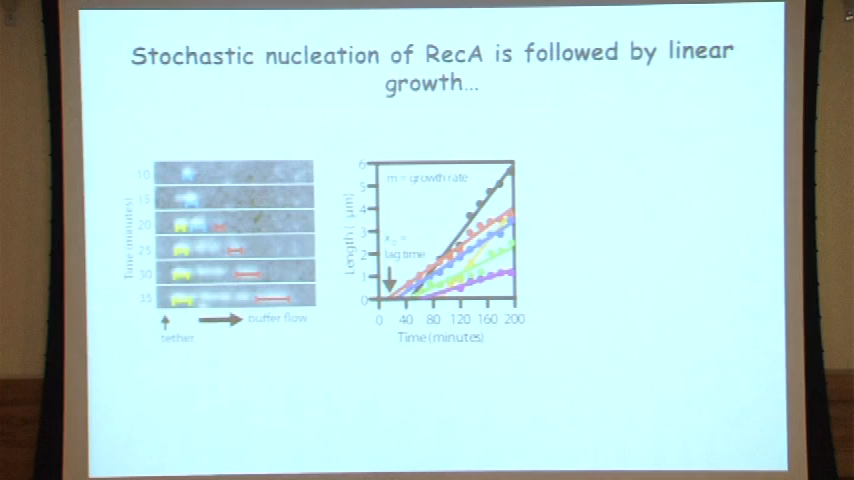 Stochastic nucleation of RecA is followed by linear
growth...
Time (minutes)
10
15
20
25
30
35
tether
buffer flow
Length ( μm)
6
5
4
3
2
1
0
m = growth rate
x₀ =
lag time
0 40 80 120 160 200
Time (minutes)